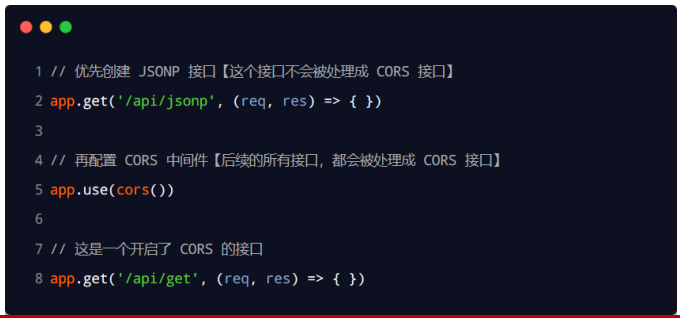 1 // 优先创建 JSONP 接口【这个接口不会被处理成 CORS 接口】
2 app.get('/api/jsonp', (req, res) => { })
3
4 // 再配置 CORS 中间件【后续的所有接口，都会被处理成 CORS 接口】
5 app.use(cors())
6
7 // 这是一个开启了 CORS 的接口
8 app.get('/api/get', (req, res) => { })